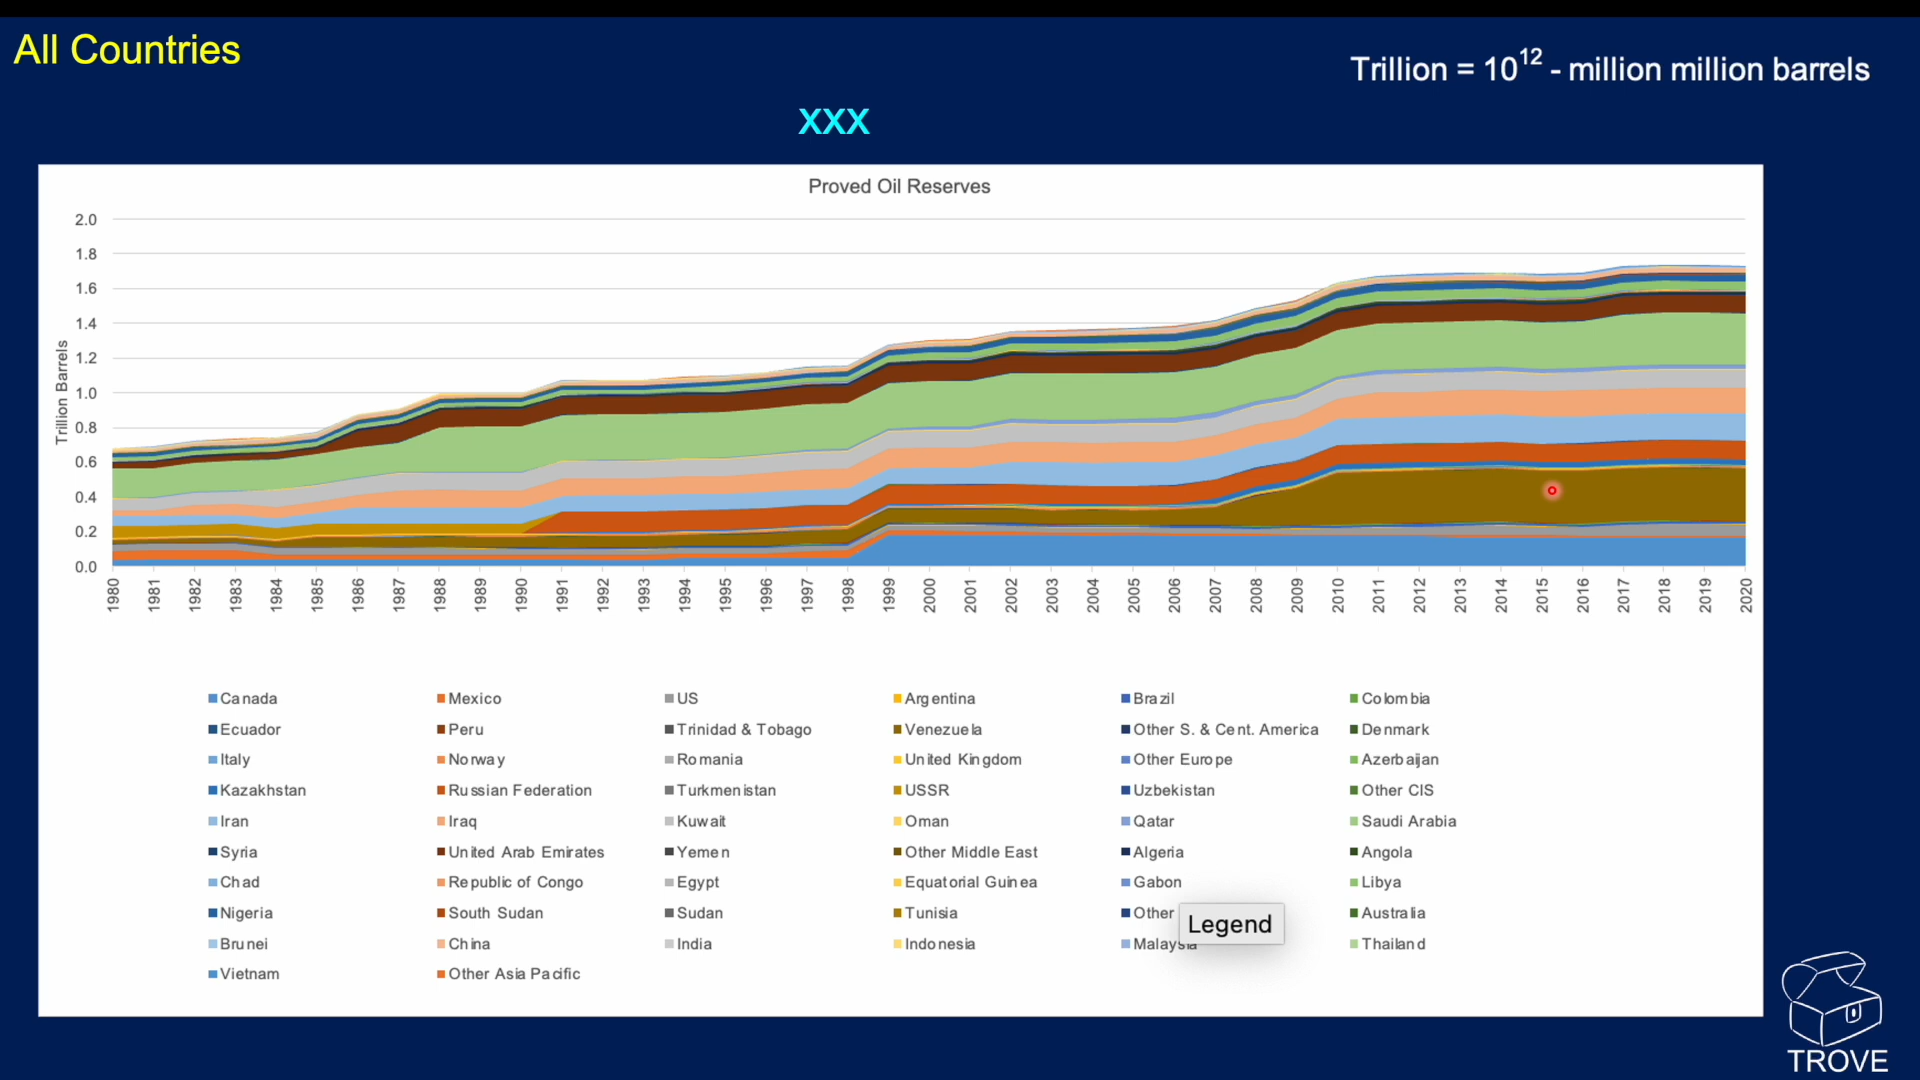 All Countries
Trillion = 10¹² - million million barrels
XXX
Proved Oil Reserves
Trillion Barrels
2.0
1.8
1.6
1.4
1.2
1.0
0.8
0.6
0.4
0.2
0.0
1980 1981 1982 1983 1984 1985 1986 1987 1988 1989 1990 1991 1992 1993 1994 1995 1996 1997 1998 1999 2000 2001 2002 2003 2004 2005 2006 2007 2008 2009 2010 2011 2012 2013 2014 2015 2016 2017 2018 2019 2020
Canada Mexico US Argentina Brazil Colombia
Ecuador Peru Trinidad & Tobago Venezuela Other S. & Cent. America Denmark
Italy Norway Romania United Kingdom Other Europe Azerbaijan
Kazakhstan Russian Federation Turkmenistan USSR Uzbekistan Other CIS
Iran Iraq Kuwait Oman Qatar Saudi Arabia
Syria United Arab Emirates Yemen Other Middle East Algeria Angola
Chad Republic of Congo Egypt Equatorial Guinea Gabon Libya
Nigeria South Sudan Sudan Tunisia Other Australia
Legend
Brunei China India Indonesia Malaysia Thailand
Vietnam Other Asia Pacific
TROVE